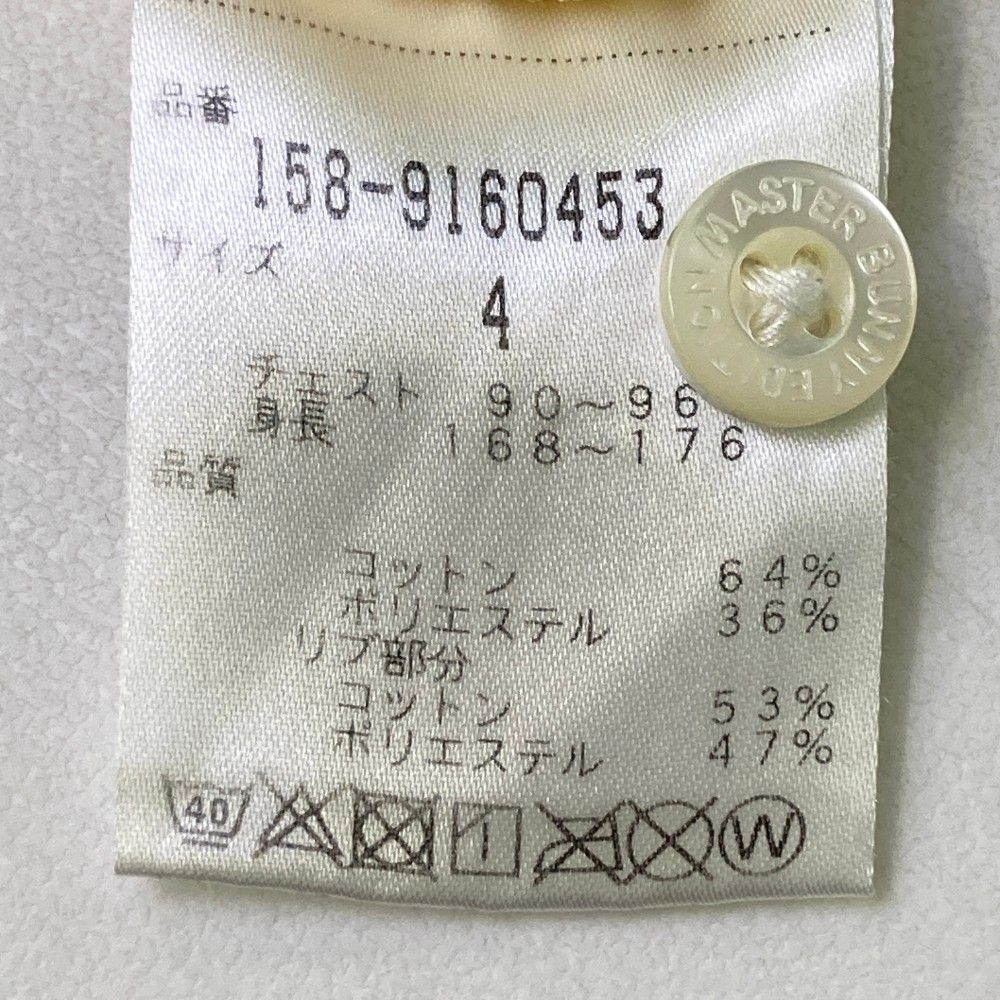 品番
158-9160453
サイズ
4
チェスト 90～96
身長 168～176
品質
コットン 64%
ポリエステル 36%
リブ部分
コットン 53%
ポリエステル 47%
40
W
MASTER BUNNY EDITION